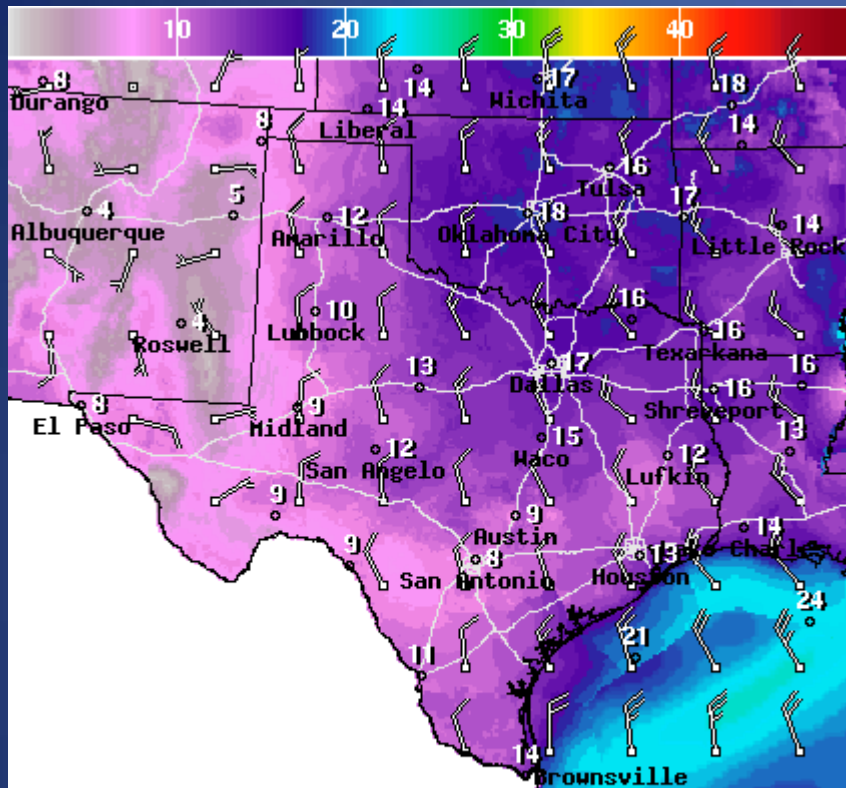 10 20 30 40
8 14 17 18
Durango Wichita
14
Liberal
8 14
16
Tulsa
4 5 12 18 17 14
Albuquerque Amarillo Oklahoma City Little Rock
4 10 16
Roswell Lubbock 16
Texarkana
13 17 16
Dallas
8 9 16
El Paso Midland Shreveport
12 15 12 13
San Angelo Waco Lufkin
9 9 14
Austin
9 8 13 Lake Charles
San Antonio Houston
24
11 21
14
Brownsville